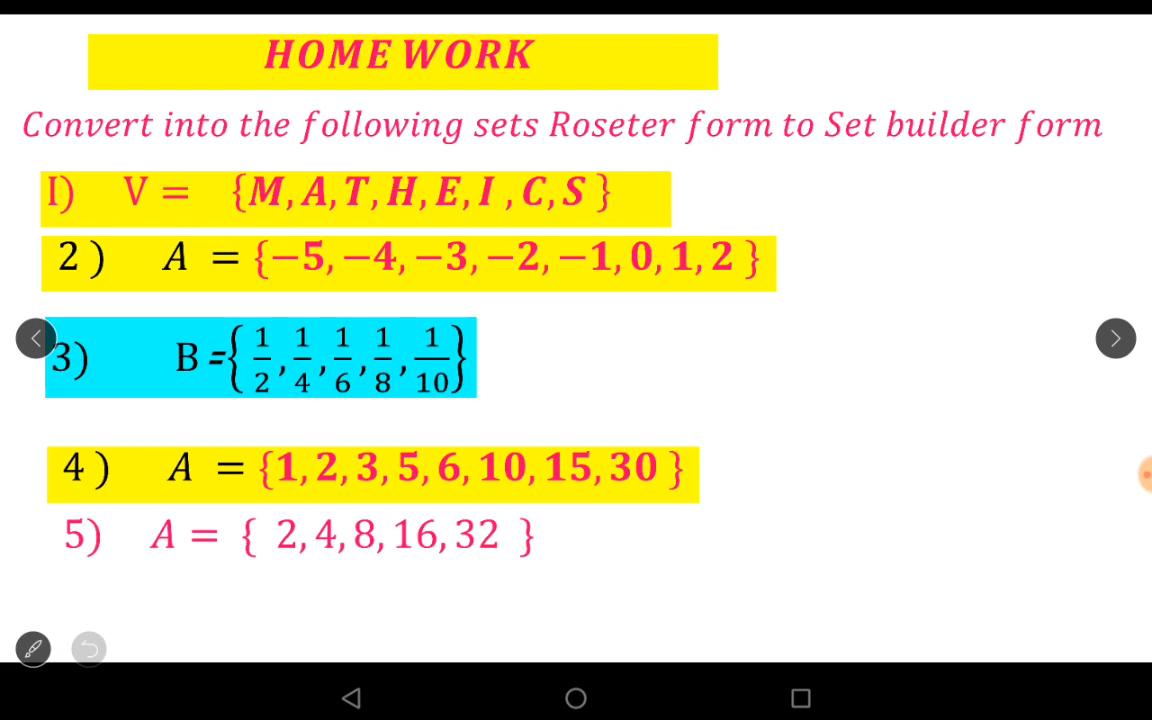 HOME WORK
Convert into the following sets Roseter form to Set builder form
I) V = {M, A, T, H, E, I , C, S }
2 ) A = {−5, −4, −3, −2, −1, 0, 1, 2 }
3) B ={1/2, 1/4, 1/6, 1/8, 1/10}
4 ) A = {1, 2, 3, 5, 6, 10, 15, 30 }
5) A = { 2, 4, 8, 16, 32 }